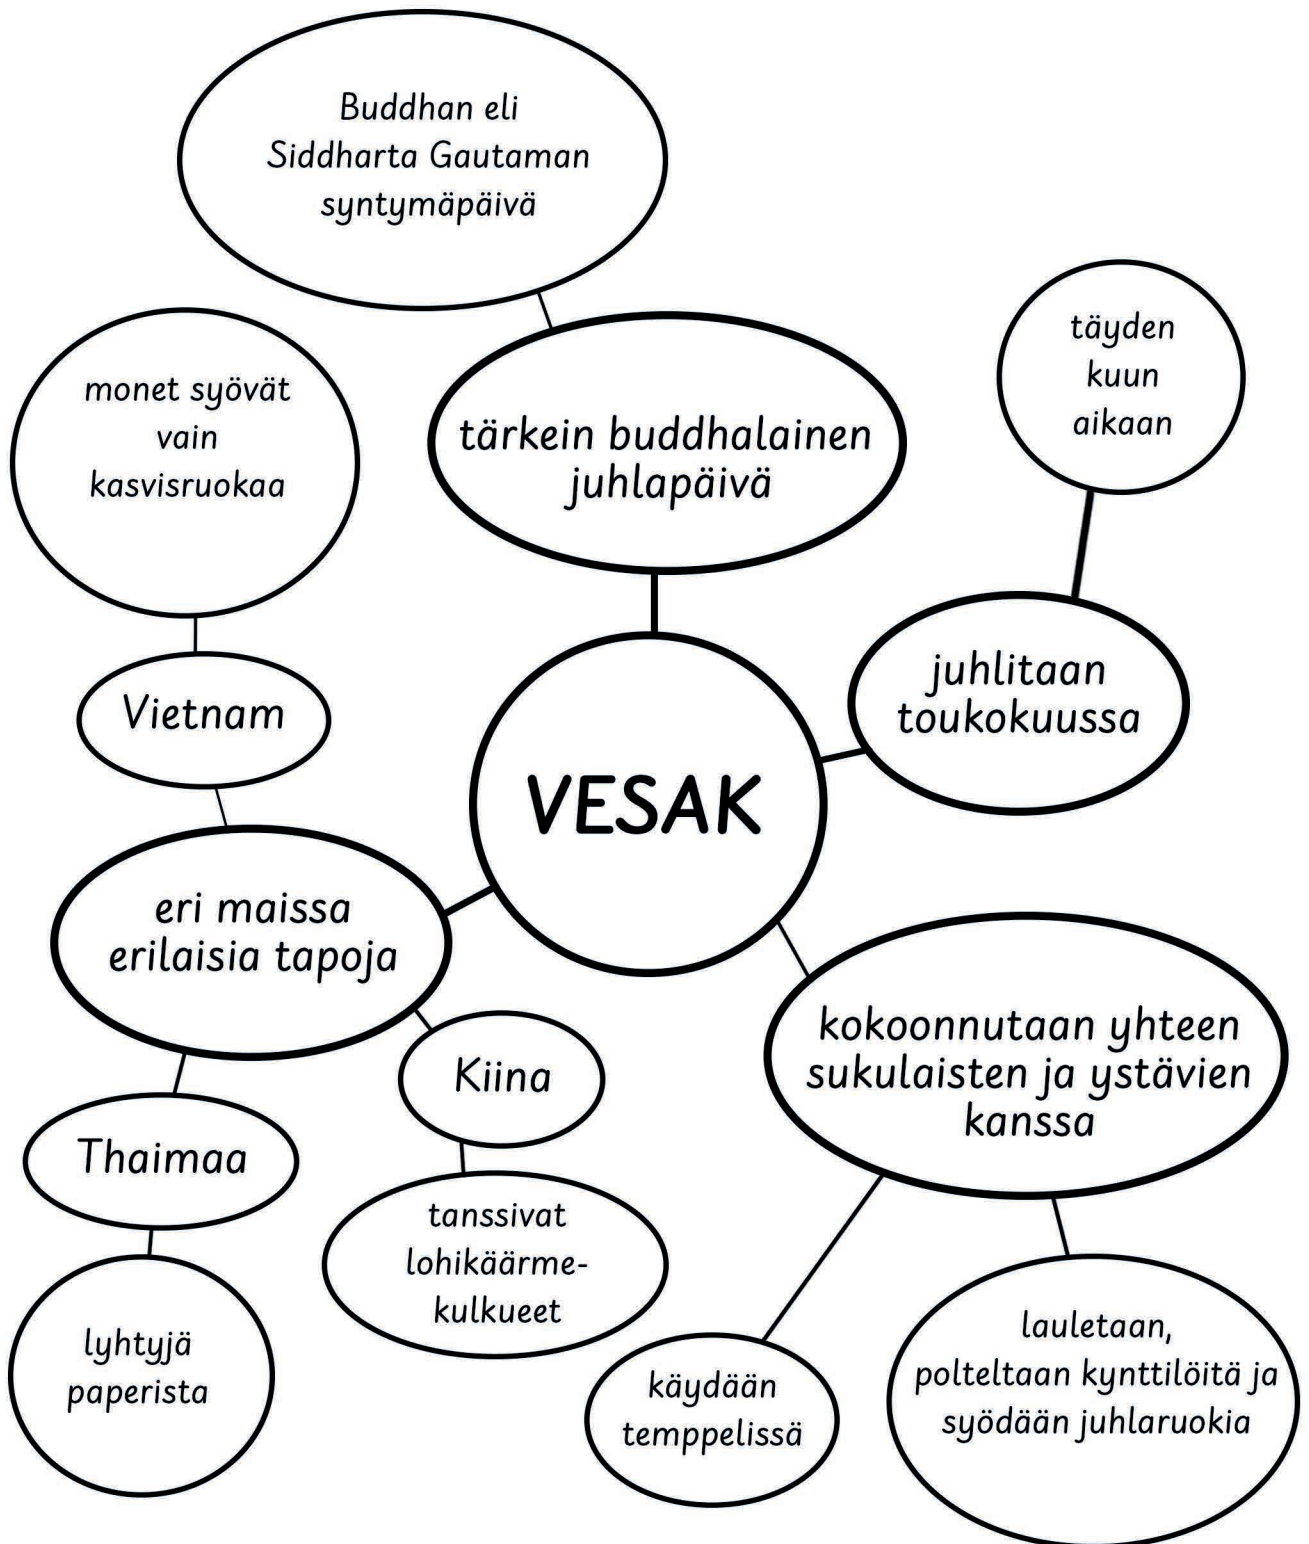 Buddhan eli
Siddharta Gautaman
syntymäpäivä
täyden
kuun
aikaan
monet syövät
vain
kasvisruokaa
tärkein buddhalainen
juhlapäivä
juhlitaan
toukokuussa
Vietnam
VESAK
eri maissa
erilaisia tapoja
kokoonnutaan yhteen
sukulaisten ja ystävien
kanssa
Kiina
Thaimaa
tanssivat
lohikäärme-
kulkueet
lyhtyjä
paperista
käydään
temppelissä
lauletaan,
polteltaan kynttilöitä ja
syödään juhlaruokia